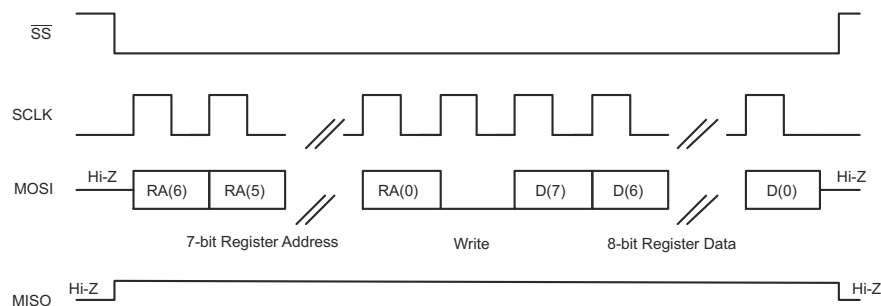 SS
SCLK
Hi-Z
Hi-Z
MOSI
RA(6) RA(5) RA(0) D(7) D(6) D(0)
7-bit Register Address Write 8-bit Register Data
Hi-Z
Hi-Z
MISO